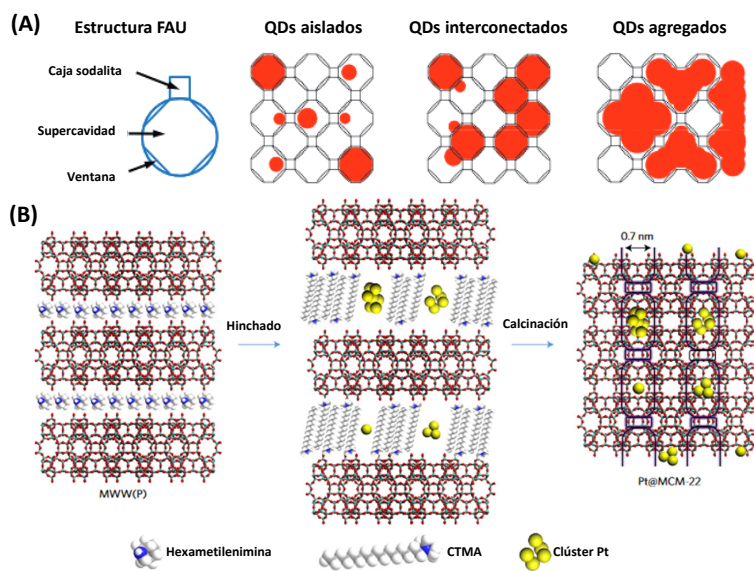 (A)
Estructura FAU
QDs aislados
QDs interconectados
QDs agregados
Caja sodalita
Supercavidad
Ventana
(B)
0.7 nm
Hinchado
Calcinación
MWW(P)
Pt@MCM-22
Hexametilenimina
CTMA
Clúster Pt